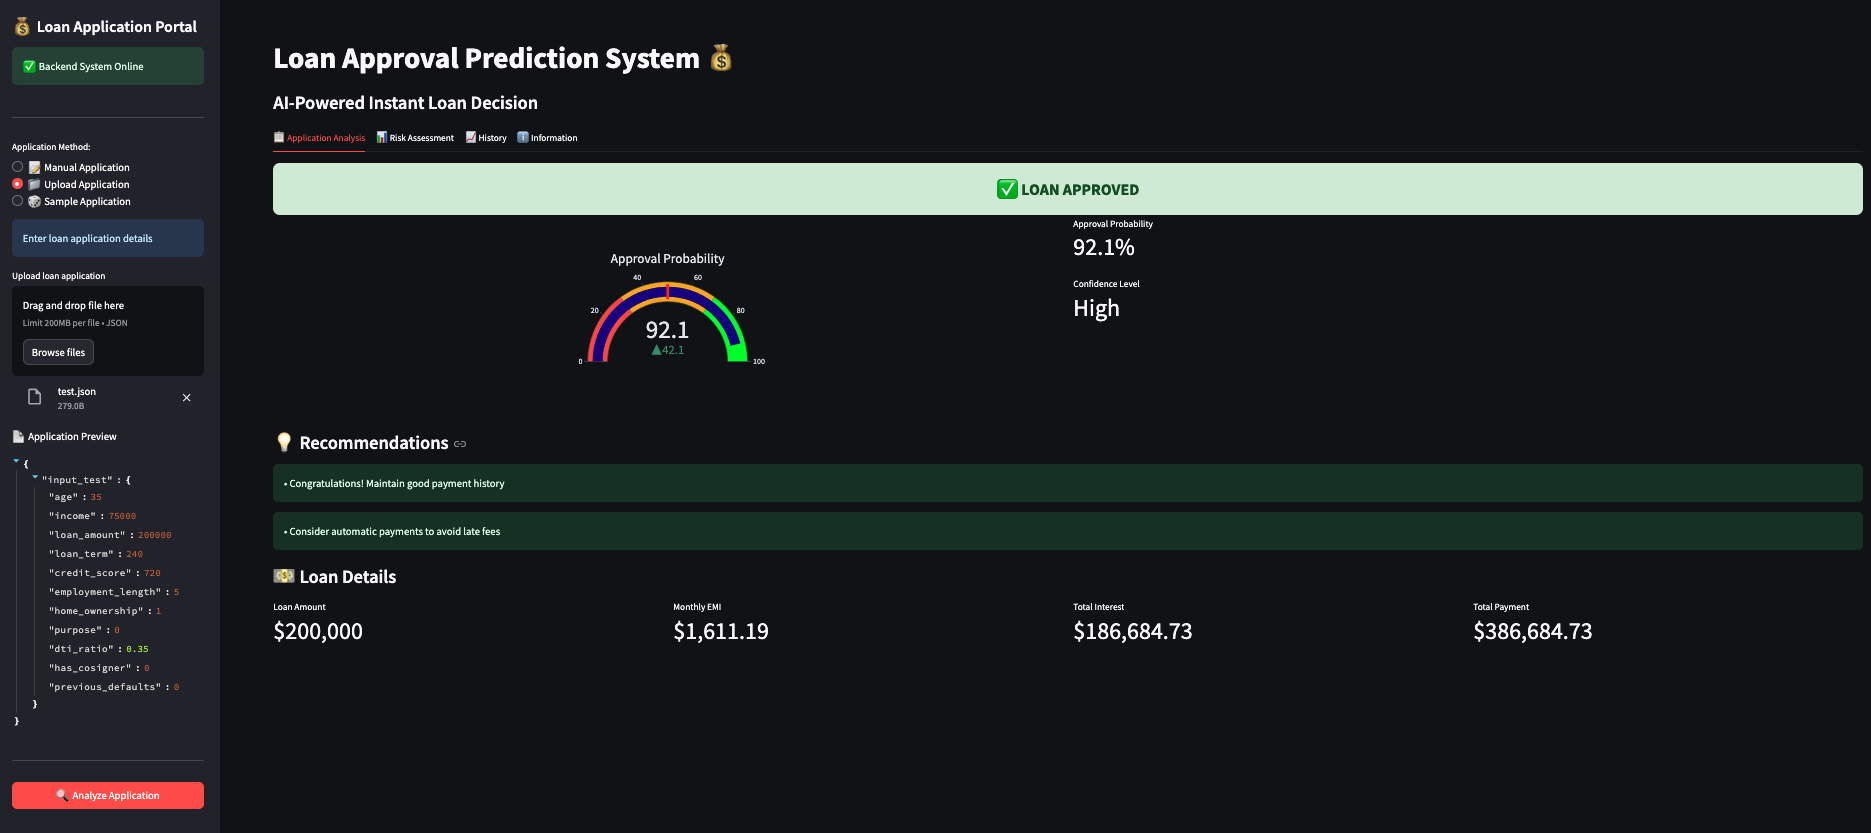 💰 Loan Application Portal
✅ Backend System Online
Application Method:
📝 Manual Application
📁 Upload Application
🎲 Sample Application
Enter loan application details
Upload loan application
Drag and drop file here
Limit 200MB per file • JSON
Browse files
test.json
279.0B
📄 Application Preview
{
"input_test" : {
"age" : 35
"income" : 75000
"loan_amount" : 200000
"loan_term" : 240
"credit_score" : 720
"employment_length" : 5
"home_ownership" : 1
"purpose" : 0
"dti_ratio" : 0.35
"has_cosigner" : 0
"previous_defaults" : 0
}
}
🔍 Analyze Application
Loan Approval Prediction System 💰
AI-Powered Instant Loan Decision
📋 Application Analysis 📊 Risk Assessment 📈 History ℹ️ Information
✅ LOAN APPROVED
Approval Probability
0 20 40 60 80 100
92.1
▲42.1
Approval Probability
92.1%
Confidence Level
High
💡 Recommendations
• Congratulations! Maintain good payment history
• Consider automatic payments to avoid late fees
💵 Loan Details
Loan Amount
$200,000
Monthly EMI
$1,611.19
Total Interest
$186,684.73
Total Payment
$386,684.73